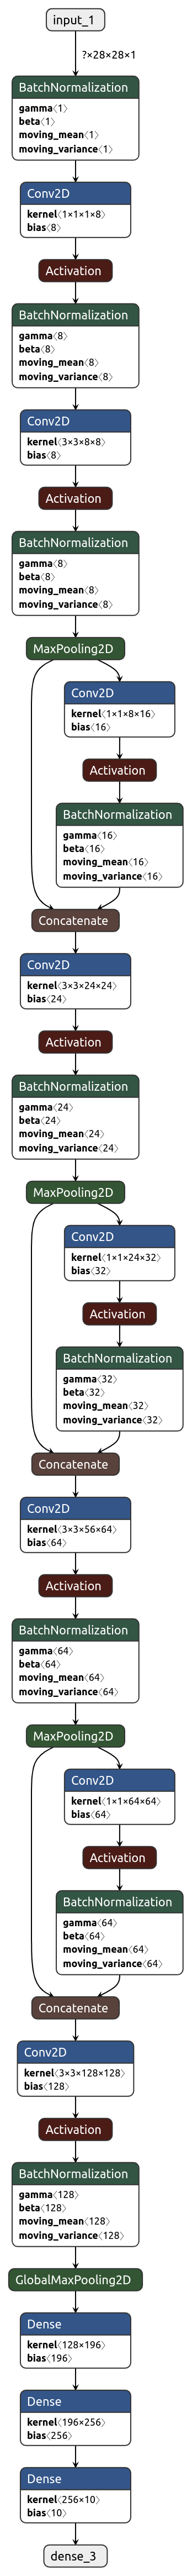 input_1
?×28×28×1
BatchNormalization
gamma⟨1⟩
beta⟨1⟩
moving_mean⟨1⟩
moving_variance⟨1⟩
Conv2D
kernel⟨1×1×1×8⟩
bias⟨8⟩
Activation
BatchNormalization
gamma⟨8⟩
beta⟨8⟩
moving_mean⟨8⟩
moving_variance⟨8⟩
Conv2D
kernel⟨3×3×8×8⟩
bias⟨8⟩
Activation
BatchNormalization
gamma⟨8⟩
beta⟨8⟩
moving_mean⟨8⟩
moving_variance⟨8⟩
MaxPooling2D
Conv2D
kernel⟨1×1×8×16⟩
bias⟨16⟩
Activation
BatchNormalization
gamma⟨16⟩
beta⟨16⟩
moving_mean⟨16⟩
moving_variance⟨16⟩
Concatenate
Conv2D
kernel⟨3×3×24×24⟩
bias⟨24⟩
Activation
BatchNormalization
gamma⟨24⟩
beta⟨24⟩
moving_mean⟨24⟩
moving_variance⟨24⟩
MaxPooling2D
Conv2D
kernel⟨1×1×24×32⟩
bias⟨32⟩
Activation
BatchNormalization
gamma⟨32⟩
beta⟨32⟩
moving_mean⟨32⟩
moving_variance⟨32⟩
Concatenate
Conv2D
kernel⟨3×3×56×64⟩
bias⟨64⟩
Activation
BatchNormalization
gamma⟨64⟩
beta⟨64⟩
moving_mean⟨64⟩
moving_variance⟨64⟩
MaxPooling2D
Conv2D
kernel⟨1×1×64×64⟩
bias⟨64⟩
Activation
BatchNormalization
gamma⟨64⟩
beta⟨64⟩
moving_mean⟨64⟩
moving_variance⟨64⟩
Concatenate
Conv2D
kernel⟨3×3×128×128⟩
bias⟨128⟩
Activation
BatchNormalization
gamma⟨128⟩
beta⟨128⟩
moving_mean⟨128⟩
moving_variance⟨128⟩
GlobalMaxPooling2D
Dense
kernel⟨128×196⟩
bias⟨196⟩
Dense
kernel⟨196×256⟩
bias⟨256⟩
Dense
kernel⟨256×10⟩
bias⟨10⟩
dense_3